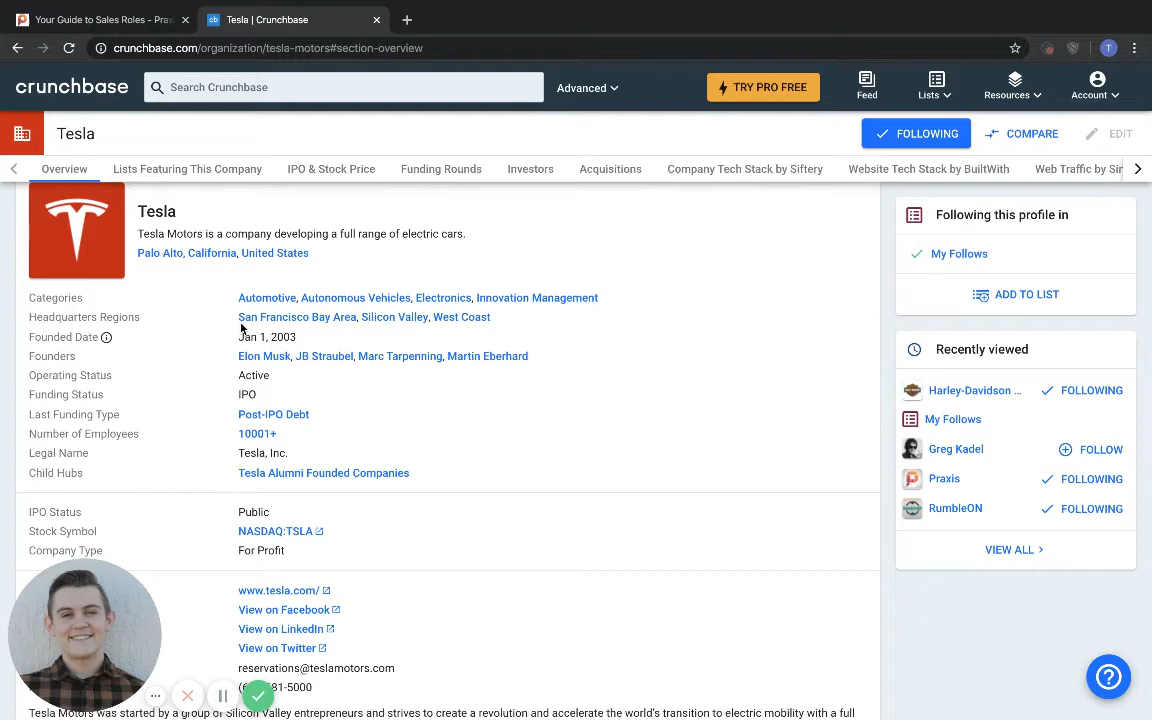 Your Guide to Sales Roles - Prax
Tesla | Crunchbase
crunchbase.com/organization/tesla-motors#section-overview
T
crunchbase
Search Crunchbase
Advanced
TRY PRO FREE
Feed
Lists
Resources
Account
Tesla
FOLLOWING
COMPARE
EDIT
Overview
Lists Featuring This Company
IPO & Stock Price
Funding Rounds
Investors
Acquisitions
Company Tech Stack by Siftery
Website Tech Stack by BuiltWith
Web Traffic by Sir
Tesla
Tesla Motors is a company developing a full range of electric cars.
Palo Alto, California, United States
Categories
Automotive, Autonomous Vehicles, Electronics, Innovation Management
Headquarters Regions
San Francisco Bay Area, Silicon Valley, West Coast
Founded Date
Jan 1, 2003
Founders
Elon Musk, JB Straubel, Marc Tarpenning, Martin Eberhard
Operating Status
Active
Funding Status
IPO
Last Funding Type
Post-IPO Debt
Number of Employees
10001+
Legal Name
Tesla, Inc.
Child Hubs
Tesla Alumni Founded Companies
IPO Status
Public
Stock Symbol
NASDAQ:TSLA
Company Type
For Profit
www.tesla.com/
View on Facebook
View on LinkedIn
View on Twitter
reservations@teslamotors.com
81-5000
Tesla Motors was started by a group of Silicon Valley entrepreneurs and strives to create a revolution and accelerate the world's transition to electric mobility with a full
Following this profile in
My Follows
ADD TO LIST
Recently viewed
Harley-Davidson ...
FOLLOWING
My Follows
Greg Kadel
FOLLOW
Praxis
FOLLOWING
RumbleON
FOLLOWING
VIEW ALL